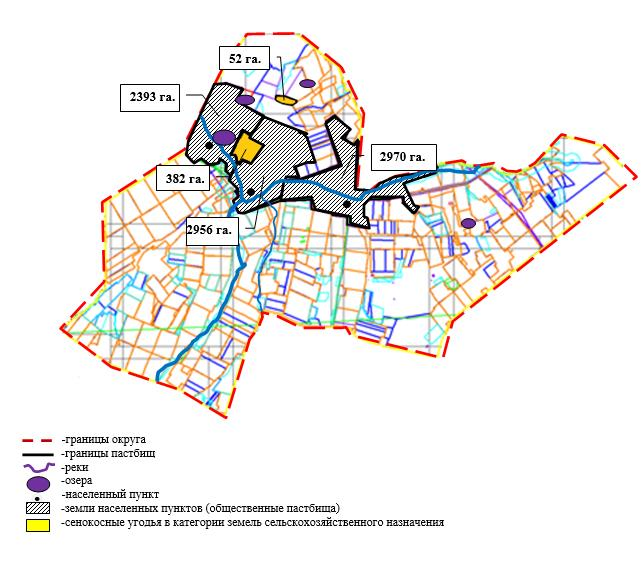 52 га.
2393 га.
2970 га.
382 га.
2956 га.
-границы округа
-границы пастбищ
-реки
-озера
-населенный пункт
-земли населенных пунктов (общественные пастбища)
-сенокосные угодья в категории земель сельскохозяйственного назначения